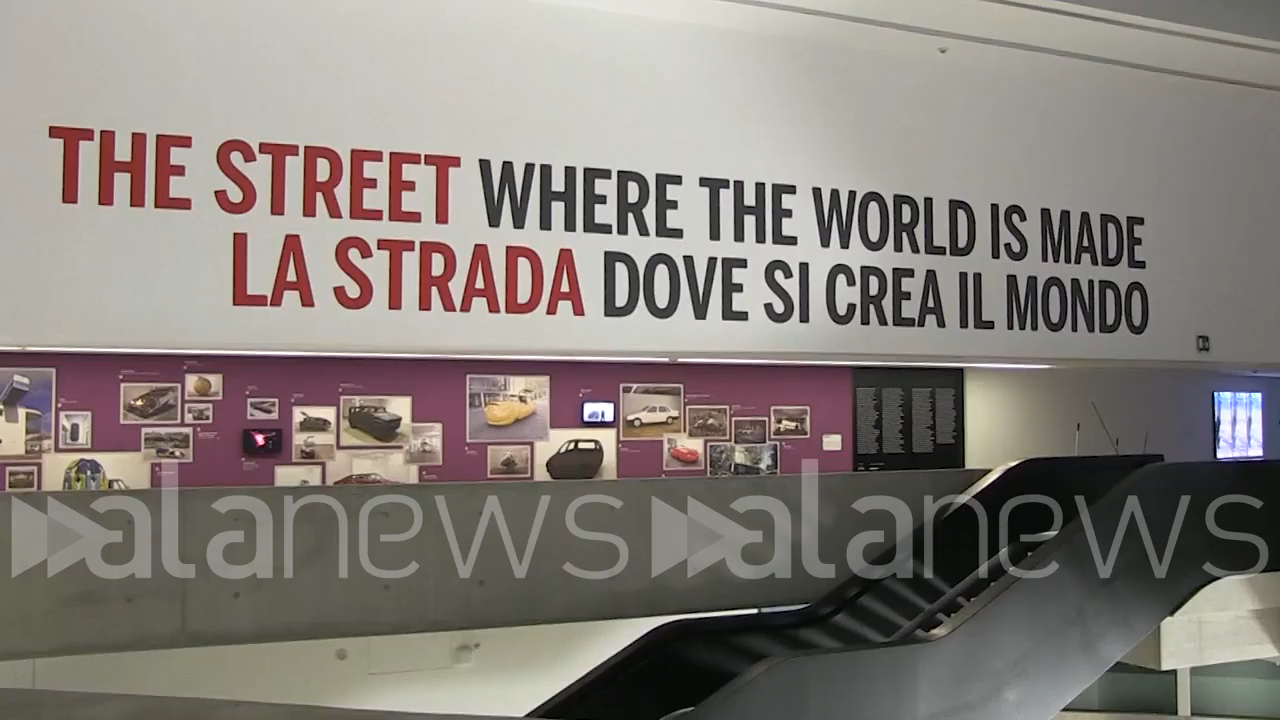 THE STREET WHERE THE WORLD IS MADE
LA STRADA DOVE SI CREA IL MONDO
alanews alanews